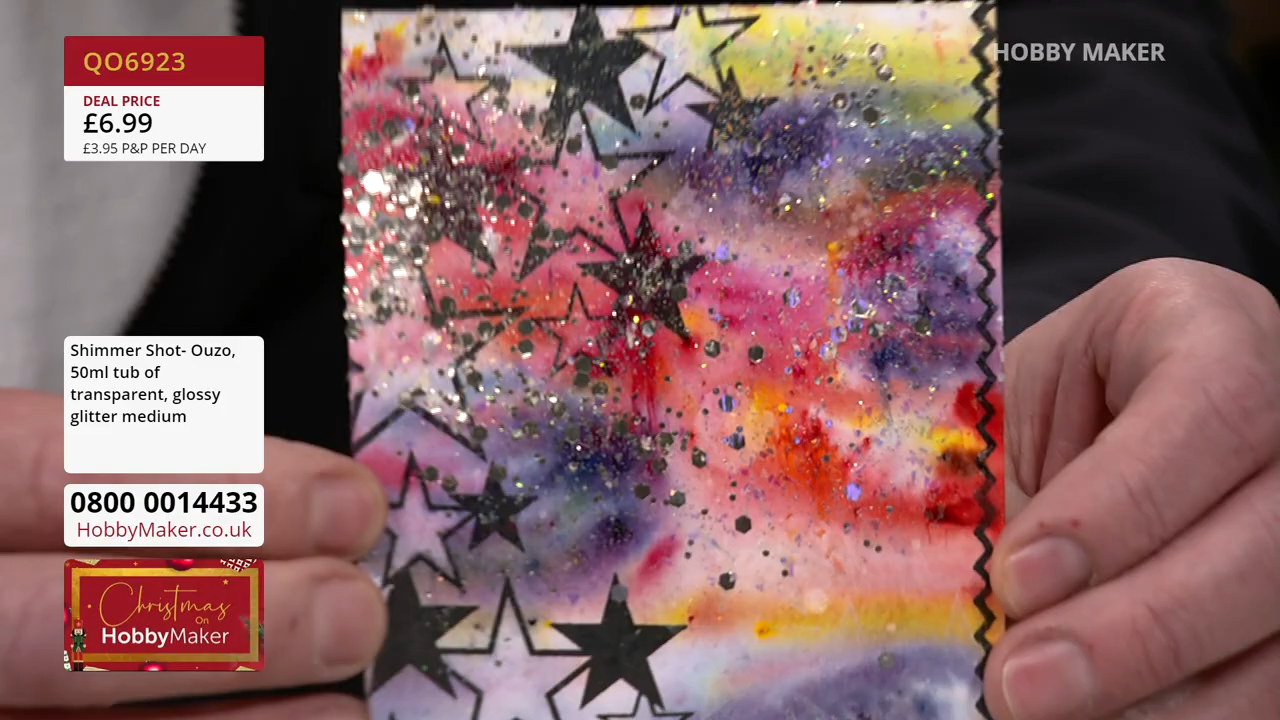 QO6923
DEAL PRICE
£6.99
£3.95 P&P PER DAY
HOBBY MAKER
Shimmer Shot- Ouzo,
50ml tub of
transparent, glossy
glitter medium
0800 0014433
HobbyMaker.co.uk
Christmas
On
HobbyMaker